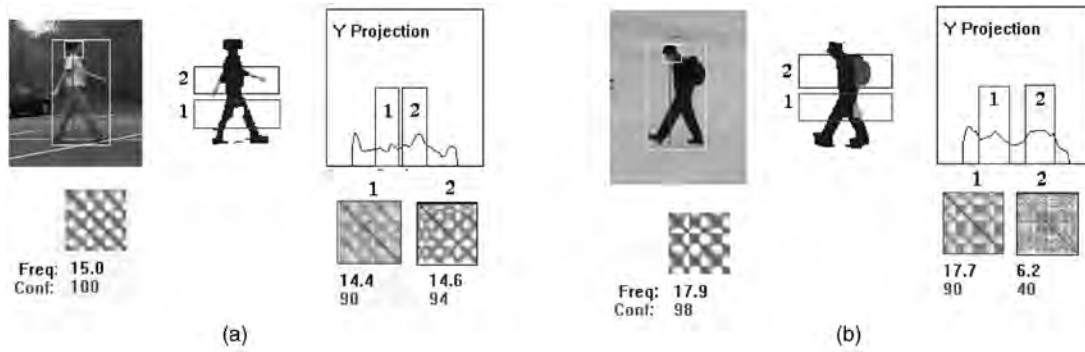 Y Projection
2
1
1
2
1 2
Freq: 15.0
Conf: 100
14.4 14.6
90 94
(a)
Y Projection
2
1
1
2
1 2
Freq: 17.9
Conf: 98
17.7 6.2
90 40
(b)